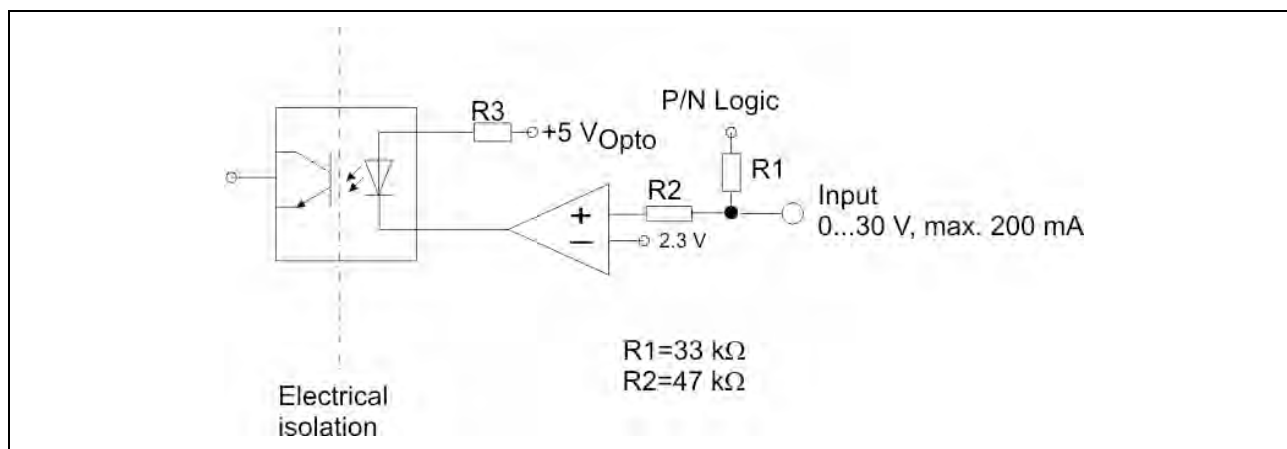 P/N Logic
R3
+5 VOpto
R1
R2
Input
0...30 V, max. 200 mA
+
−
2.3 V
R1=33 kΩ
R2=47 kΩ
Electrical
isolation